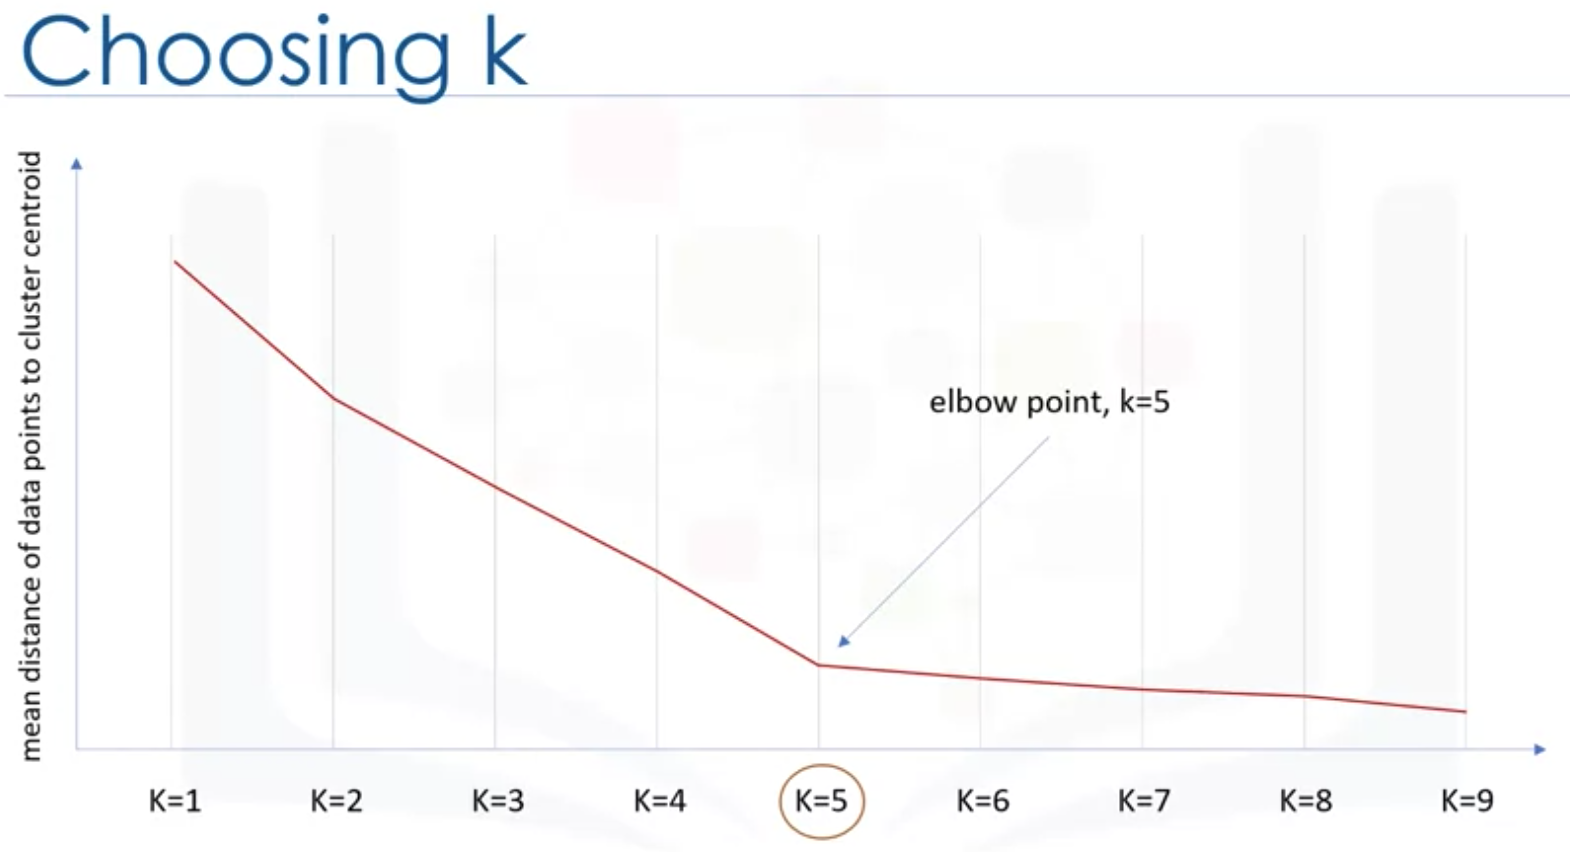 Choosing k
mean distance of data points to cluster centroid
elbow point, k=5
K=1 K=2 K=3 K=4 K=5 K=6 K=7 K=8 K=9